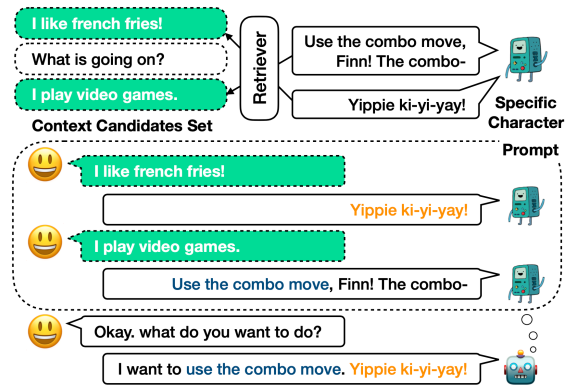 I like french fries!
What is going on?
I play video games.
Context Candidates Set
Retriever
Use the combo move,
Finn! The combo-
Yippie ki-yi-yay!
Specific
Character
Prompt
I like french fries!
Yippie ki-yi-yay!
I play video games.
Use the combo move, Finn! The combo-
Okay. what do you want to do?
I want to use the combo move. Yippie ki-yi-yay!